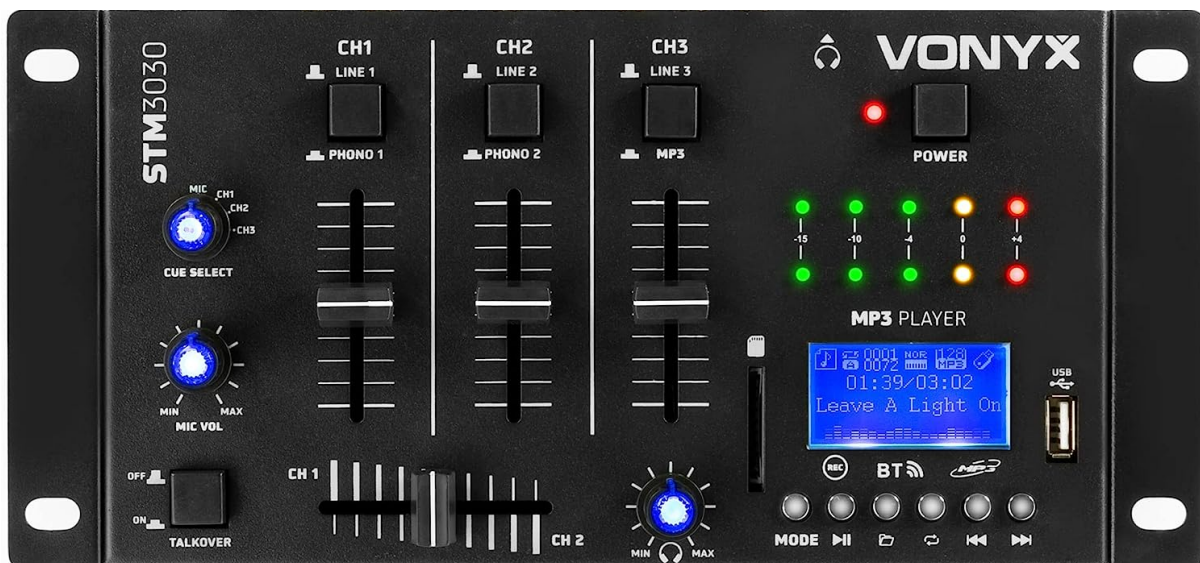 STM3030
CH1
LINE 1
PHONO 1
CH2
LINE 2
PHONO 2
CH3
LINE 3
MP3
VONYX
POWER
MIC
CH1
CH2
CH3
CUE SELECT
-15 -10 -4 0 +4
MIN MAX
MIC VOL
MP3 PLAYER
A 0001 NOR 128
0072 MP3
01:39/03:02
Leave A Light On
USB
OFF
ON
TALKOVER
CH 1
CH 2
MIN MAX
REC BT MP3
MODE